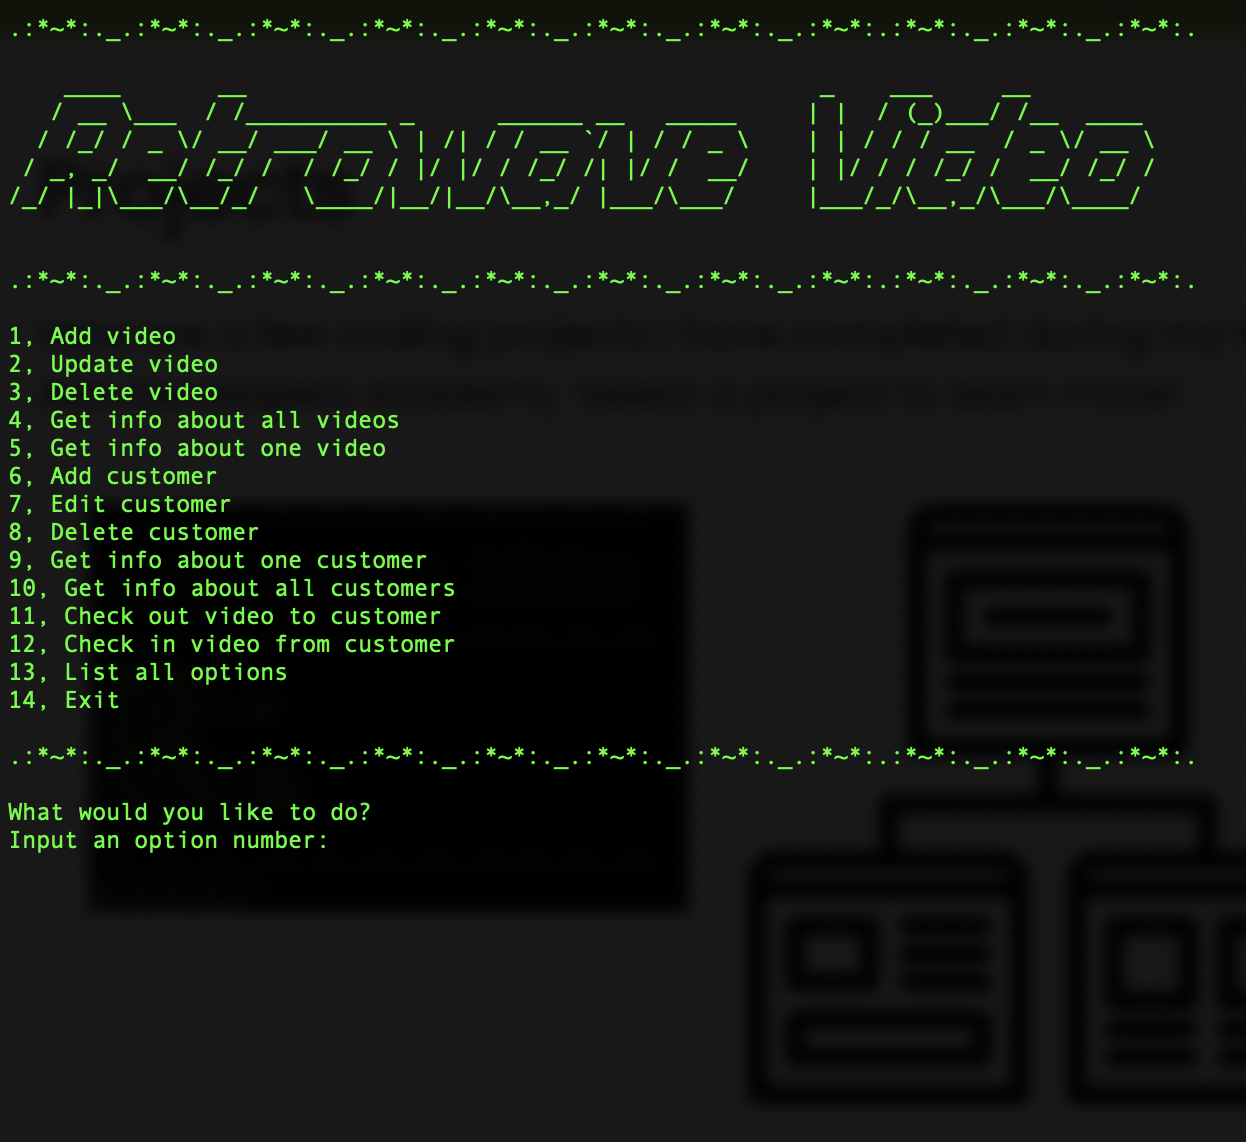 .:*~*:._.:*~*:._.:*~*:._.:*~*:._.:*~*:._.:*~*:._.:*~*:._.:*~*:.:*~*:._.:*~*:._.:*~*:.
Retrowave Video
.:*~*:._.:*~*:._.:*~*:._.:*~*:._.:*~*:._.:*~*:._.:*~*:._.:*~*:.:*~*:._.:*~*:._.:*~*:.
1, Add video
2, Update video
3, Delete video
4, Get info about all videos
5, Get info about one video
6, Add customer
7, Edit customer
8, Delete customer
9, Get info about one customer
10, Get info about all customers
11, Check out video to customer
12, Check in video from customer
13, List all options
14, Exit
.:*~*:._.:*~*:._.:*~*:._.:*~*:._.:*~*:._.:*~*:._.:*~*:._.:*~*:.:*~*:._.:*~*:._.:*~*:.
What would you like to do?
Input an option number: